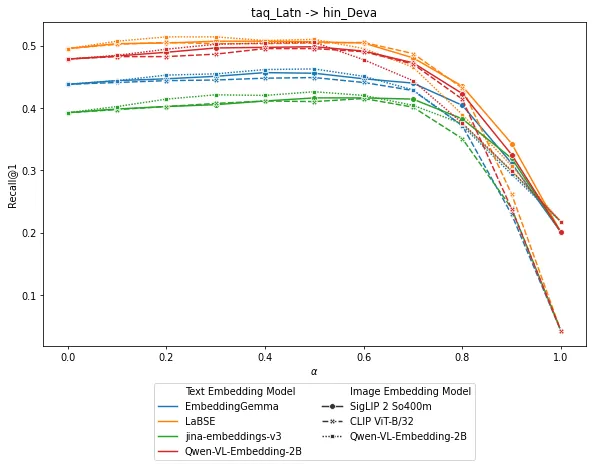 taq_Latn -> hin_Deva
Recall@1
0.5
0.4
0.3
0.2
0.1
0.0
0.2
0.4
0.6
0.8
1.0
α
Text Embedding Model
EmbeddingGemma
LaBSE
jina-embeddings-v3
Qwen-VL-Embedding-2B
Image Embedding Model
SigLIP 2 So400m
CLIP ViT-B/32
Qwen-VL-Embedding-2B